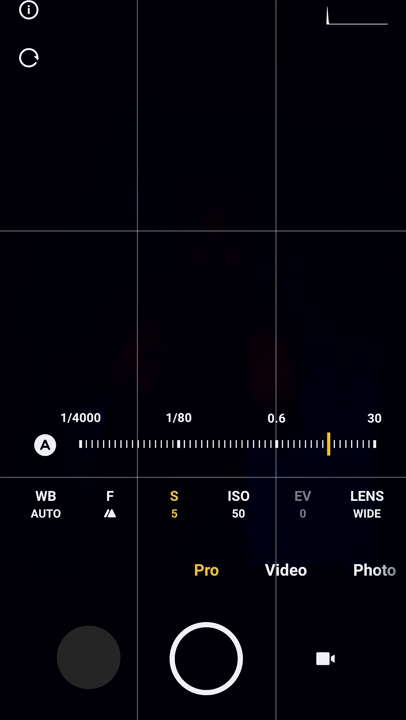 1/4000 1/80 0.6 30
A
WB F S ISO EV LENS
AUTO 5 50 0 WIDE
Pro Video Photo